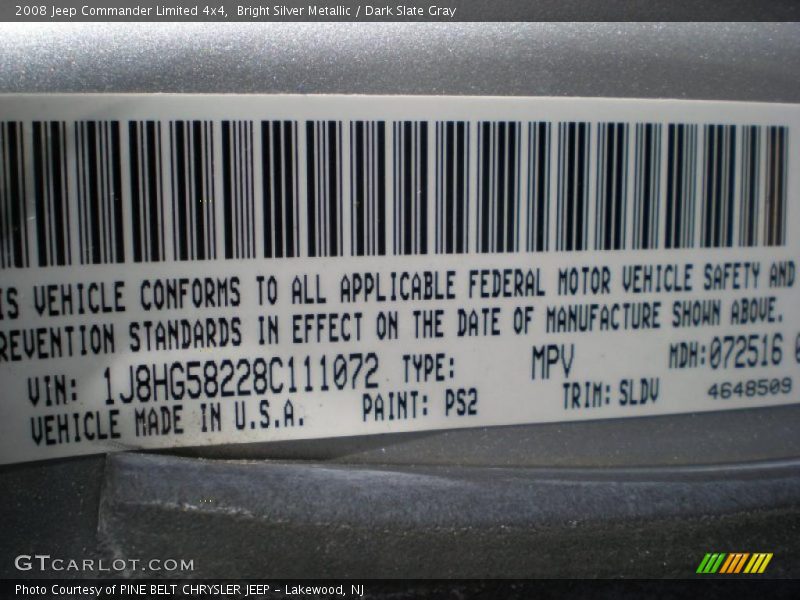 2008 Jeep Commander Limited 4x4,  Bright Silver Metallic / Dark Slate Gray
IS VEHICLE CONFORMS TO ALL APPLICABLE FEDERAL MOTOR VEHICLE SAFETY AND
REVENTION STANDARDS IN EFFECT ON THE DATE OF MANUFACTURE SHOWN ABOVE.
VIN: 1J8HG58228C111072 TYPE: MPV MDH:072516
VEHICLE MADE IN U.S.A. PAINT: PS2 TRIM: SLDV 4648509
GTCARLOT.COM
Photo Courtesy of PINE BELT CHRYSLER JEEP - Lakewood, NJ